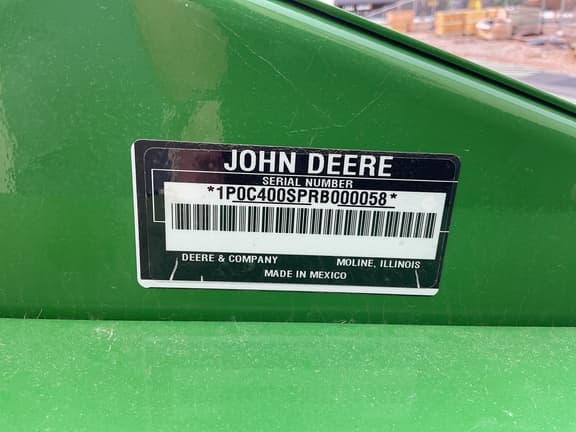 JOHN DEERE
SERIAL NUMBER
*1P0C400SPRB000058*
DEERE & COMPANY MOLINE, ILLINOIS
MADE IN MEXICO